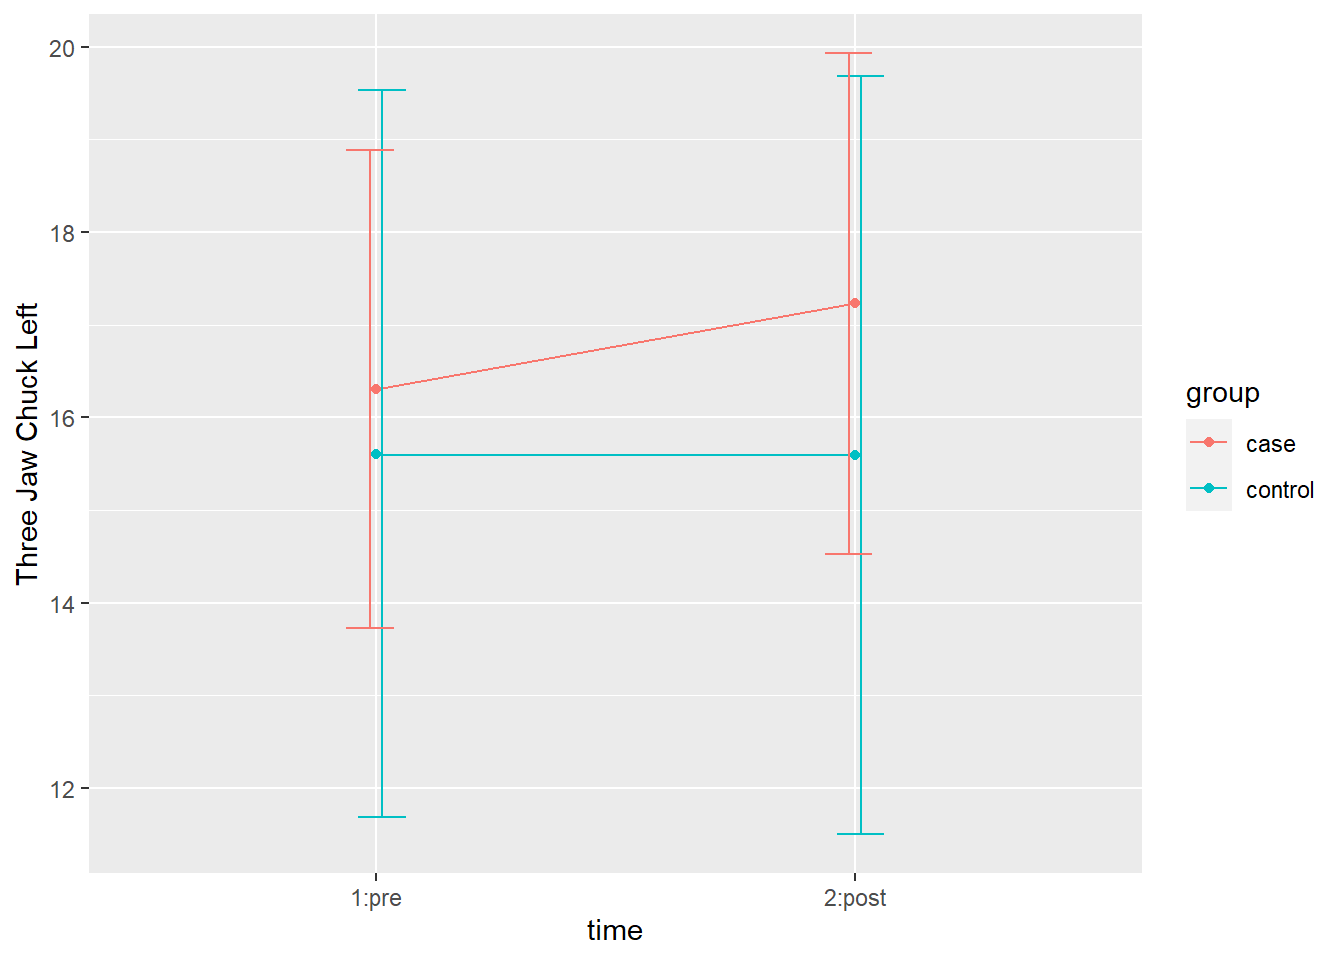 Three Jaw Chuck Left
20
18
16
14
12
1:pre
2:post
time
group
case
control